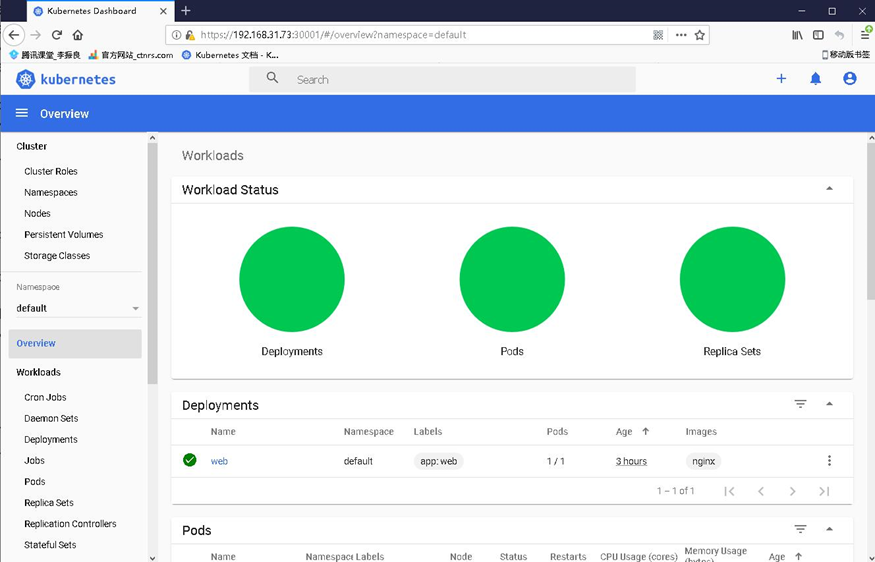 Kubernetes Dashboard
https://192.168.31.73:30001/#/overview?namespace=default
腾讯课堂_李振良 官方网站_ctnrs.com Kubernetes 文档 - K... 移动版书签
kubernetes
Search
Overview
Cluster
Cluster Roles
Namespaces
Nodes
Persistent Volumes
Storage Classes
Namespace
default
Overview
Workloads
Cron Jobs
Daemon Sets
Deployments
Jobs
Pods
Replica Sets
Replication Controllers
Stateful Sets
Workloads
Workload Status
Deployments Pods Replica Sets
Deployments
Name Namespace Labels Pods Age Images
web default app: web 1 / 1 3 hours nginx
1 – 1 of 1
Pods
Name Namespace Labels Node Status Restarts CPU Usage (cores) Memory Usage (bytes) Age